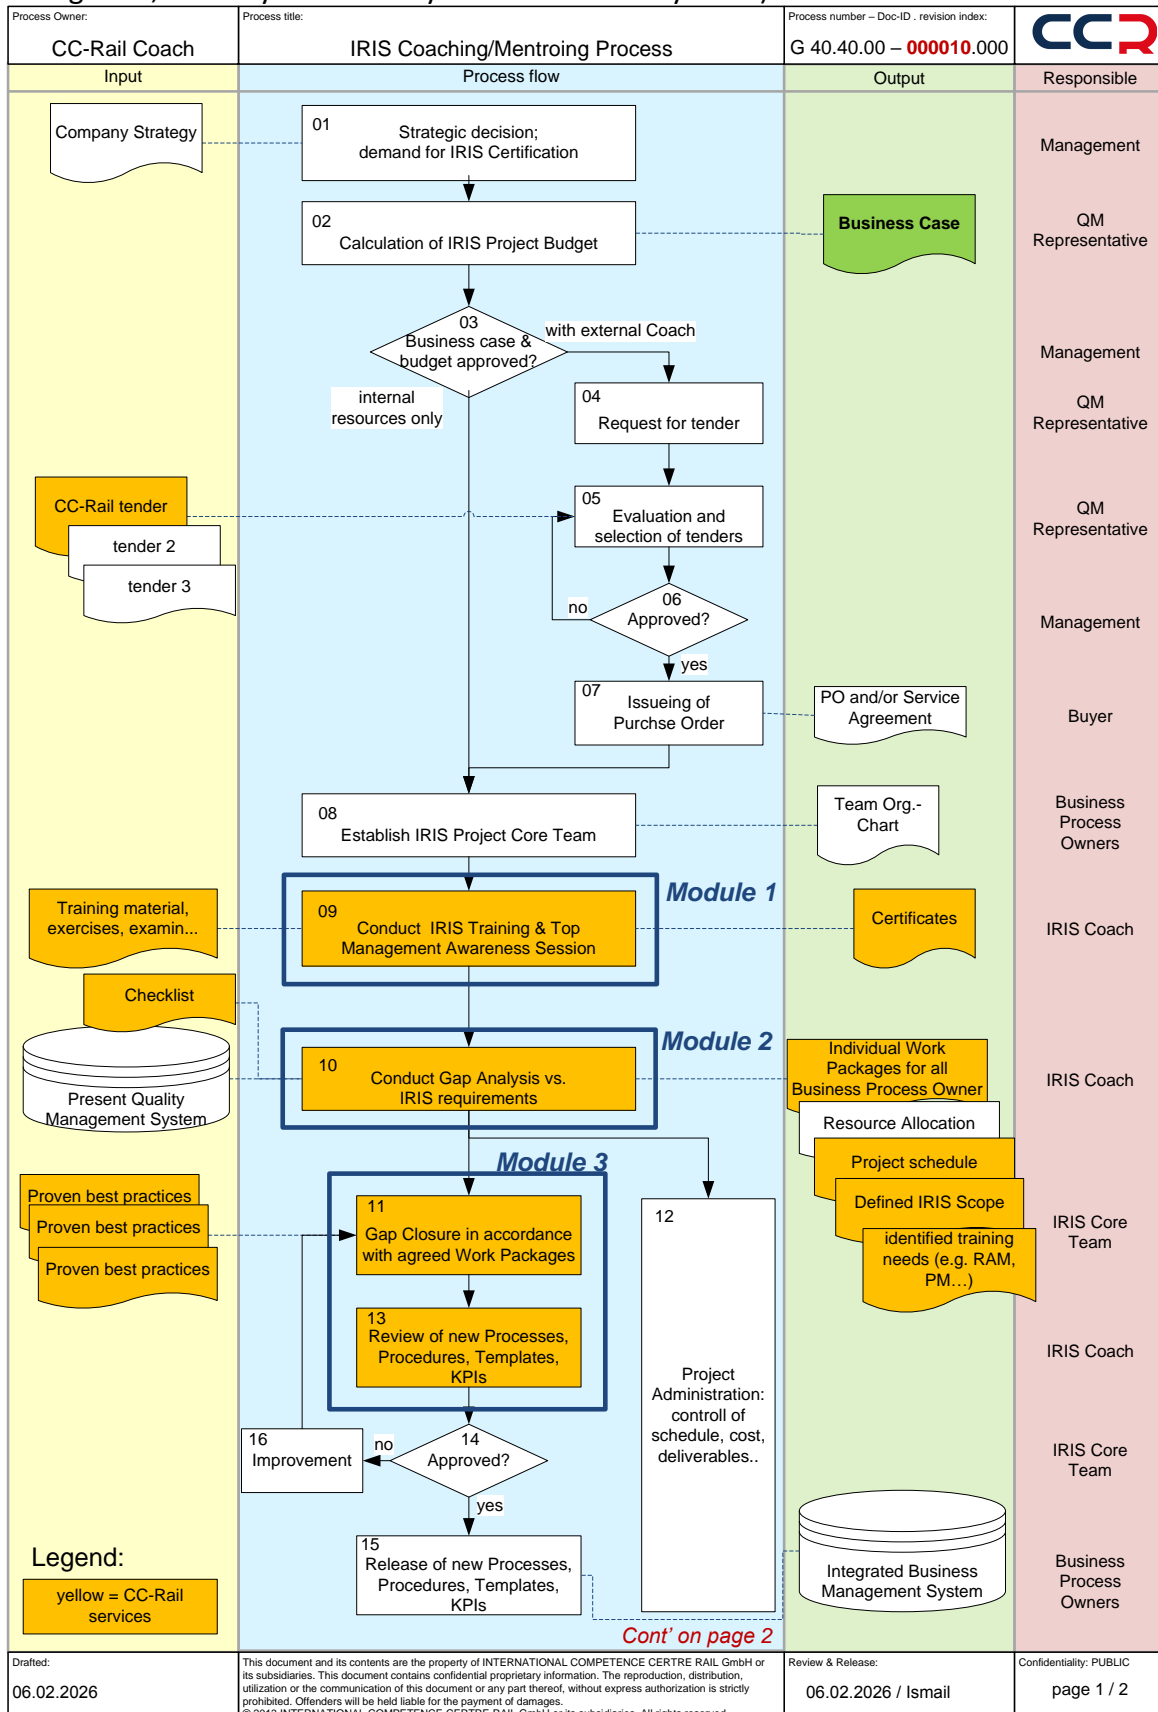 Process Owner:
CC-Rail Coach
Process title:
IRIS Coaching/Mentroing Process
Process number – Doc-ID . revision index:
G 40.40.00 – 000010.000
CCR
Input
Process flow
Output
Responsible
Company Strategy
01
Strategic decision;
demand for IRIS Certification
Management
02
Calculation of IRIS Project Budget
Business Case
QM
Representative
03
Business case &
budget approved?
with external Coach
internal
resources only
Management
04
Request for tender
QM
Representative
CC-Rail tender
tender 2
tender 3
05
Evaluation and
selection of tenders
QM
Representative
06
Approved?
no
yes
Management
07
Issueing of
Purchse Order
PO and/or Service
Agreement
Buyer
08
Establish IRIS Project Core Team
Team Org.-
Chart
Business
Process
Owners
Module 1
Training material,
exercises, examin...
09
Conduct IRIS Training & Top
Management Awareness Session
Certificates
IRIS Coach
Checklist
Module 2
Present Quality
Management System
10
Conduct Gap Analysis vs.
IRIS requirements
Individual Work
Packages for all
Business Process Owner
IRIS Coach
Resource Allocation
Project schedule
Defined IRIS Scope
identified training
needs (e.g. RAM,
PM…)
Module 3
Proven best practices
Proven best practices
Proven best practices
11
Gap Closure in accordance
with agreed Work Packages
12
Project
Administration:
controll of
schedule, cost,
deliverables..
IRIS Core
Team
13
Review of new Processes,
Procedures, Templates,
KPIs
IRIS Coach
16
Improvement
no
14
Approved?
yes
IRIS Core
Team
15
Release of new Processes,
Procedures, Templates,
KPIs
Integrated Business
Management System
Business
Process
Owners
Legend:
yellow = CC-Rail
services
Cont' on page 2
Drafted:
06.02.2026
This document and its contents are the property of INTERNATIONAL COMPETENCE CERTRE RAIL GmbH or
its subsidiaries. This document contains confidential proprietary information. The reproduction, distribution,
utilization or the communication of this document or any part thereof, without express authorization is strictly
prohibited. Offenders will be held liable for the payment of damages.
© 2012 INTERNATIONAL COMPETENCE CERTRE RAIL GmbH or its subsidiaries. All rights reserved
Review & Release:
06.02.2026 / Ismail
Confidentiality: PUBLIC
page 1 / 2